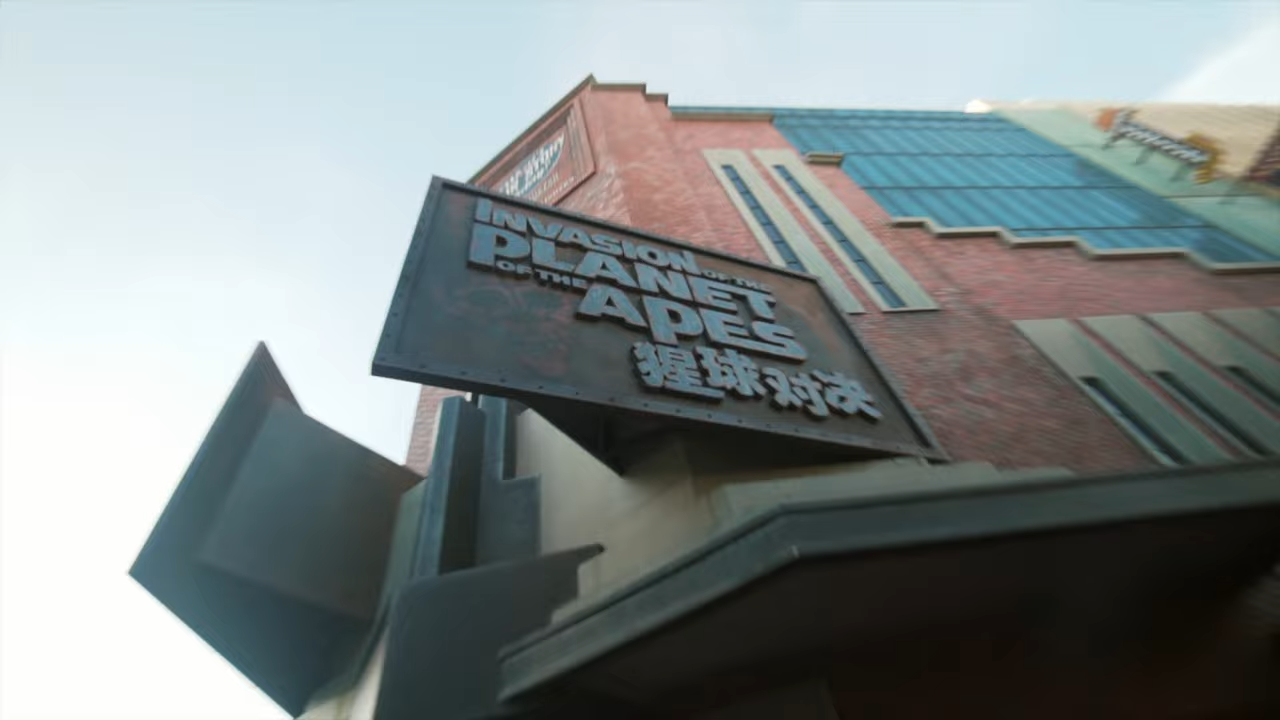 INVASION OF THE
PLANET
OF THE APES
猩球对决